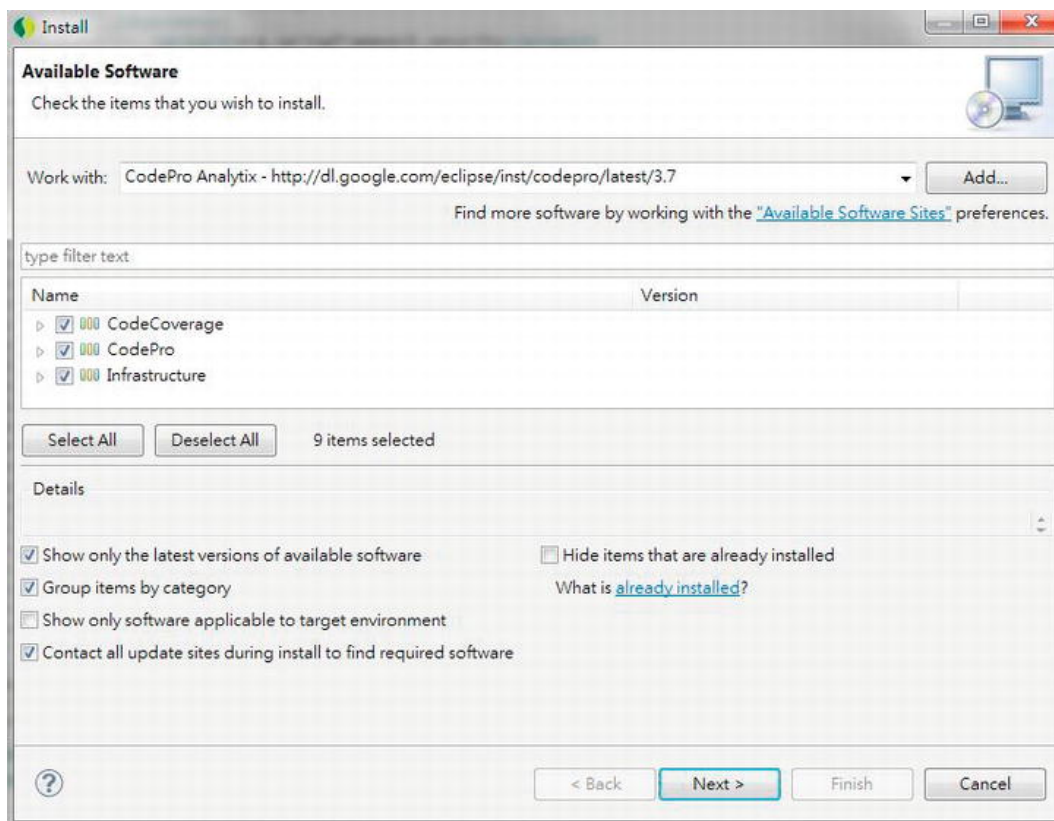 Install
Available Software
Check the items that you wish to install.
Work with: CodePro Analytix - http://dl.google.com/eclipse/inst/codepro/latest/3.7 Add...
Find more software by working with the "Available Software Sites" preferences.
type filter text
Name Version
CodeCoverage
CodePro
Infrastructure
Select All Deselect All 9 items selected
Details
Show only the latest versions of available software Hide items that are already installed
Group items by category What is already installed?
Show only software applicable to target environment
Contact all update sites during install to find required software
? < Back Next > Finish Cancel